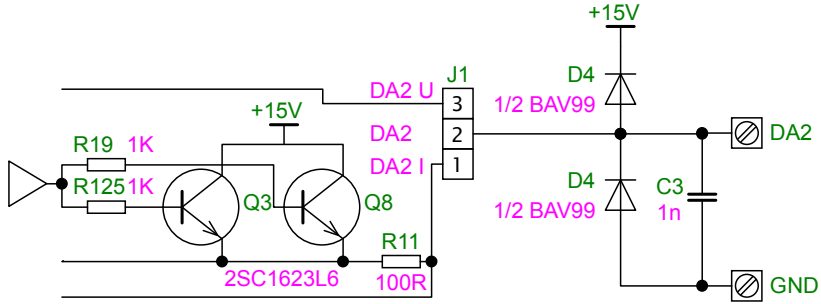 +15V
J1
D4
DA2 U
3
1/2 BAV99
+15V
DA2
2
DA2
R19 1K
DA2 I
1
R125 1K
D4
C3
Q3
Q8
1/2 BAV99
1n
R11
2SC1623L6
100R
GND